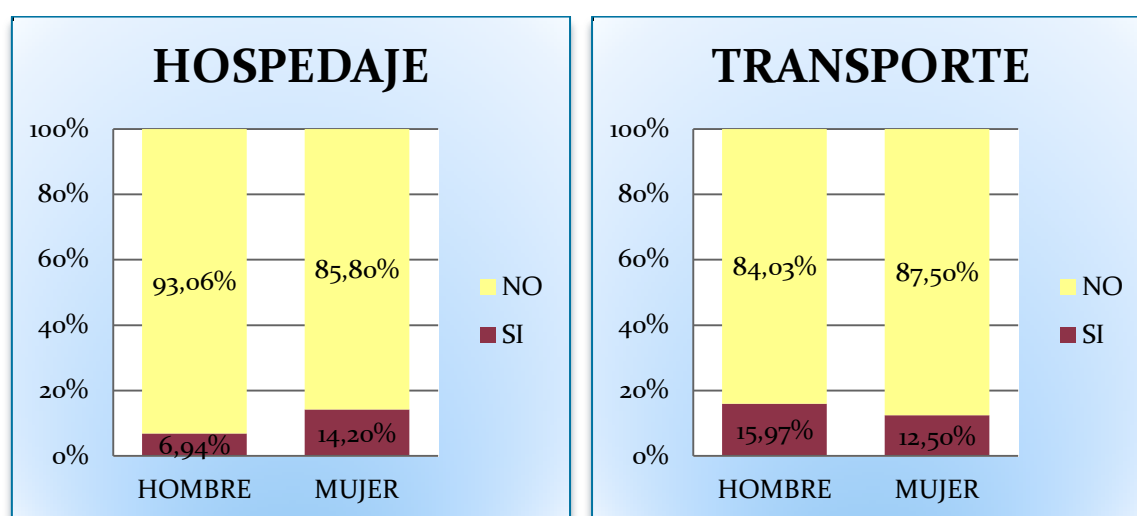 HOSPEDAJE
100%
80%
60%
40%
20%
0%
93,06%
85,80%
6,94%
14,20%
HOMBRE
MUJER
NO
SI
TRANSPORTE
100%
80%
60%
40%
20%
0%
84,03%
87,50%
15,97%
12,50%
HOMBRE
MUJER
NO
SI